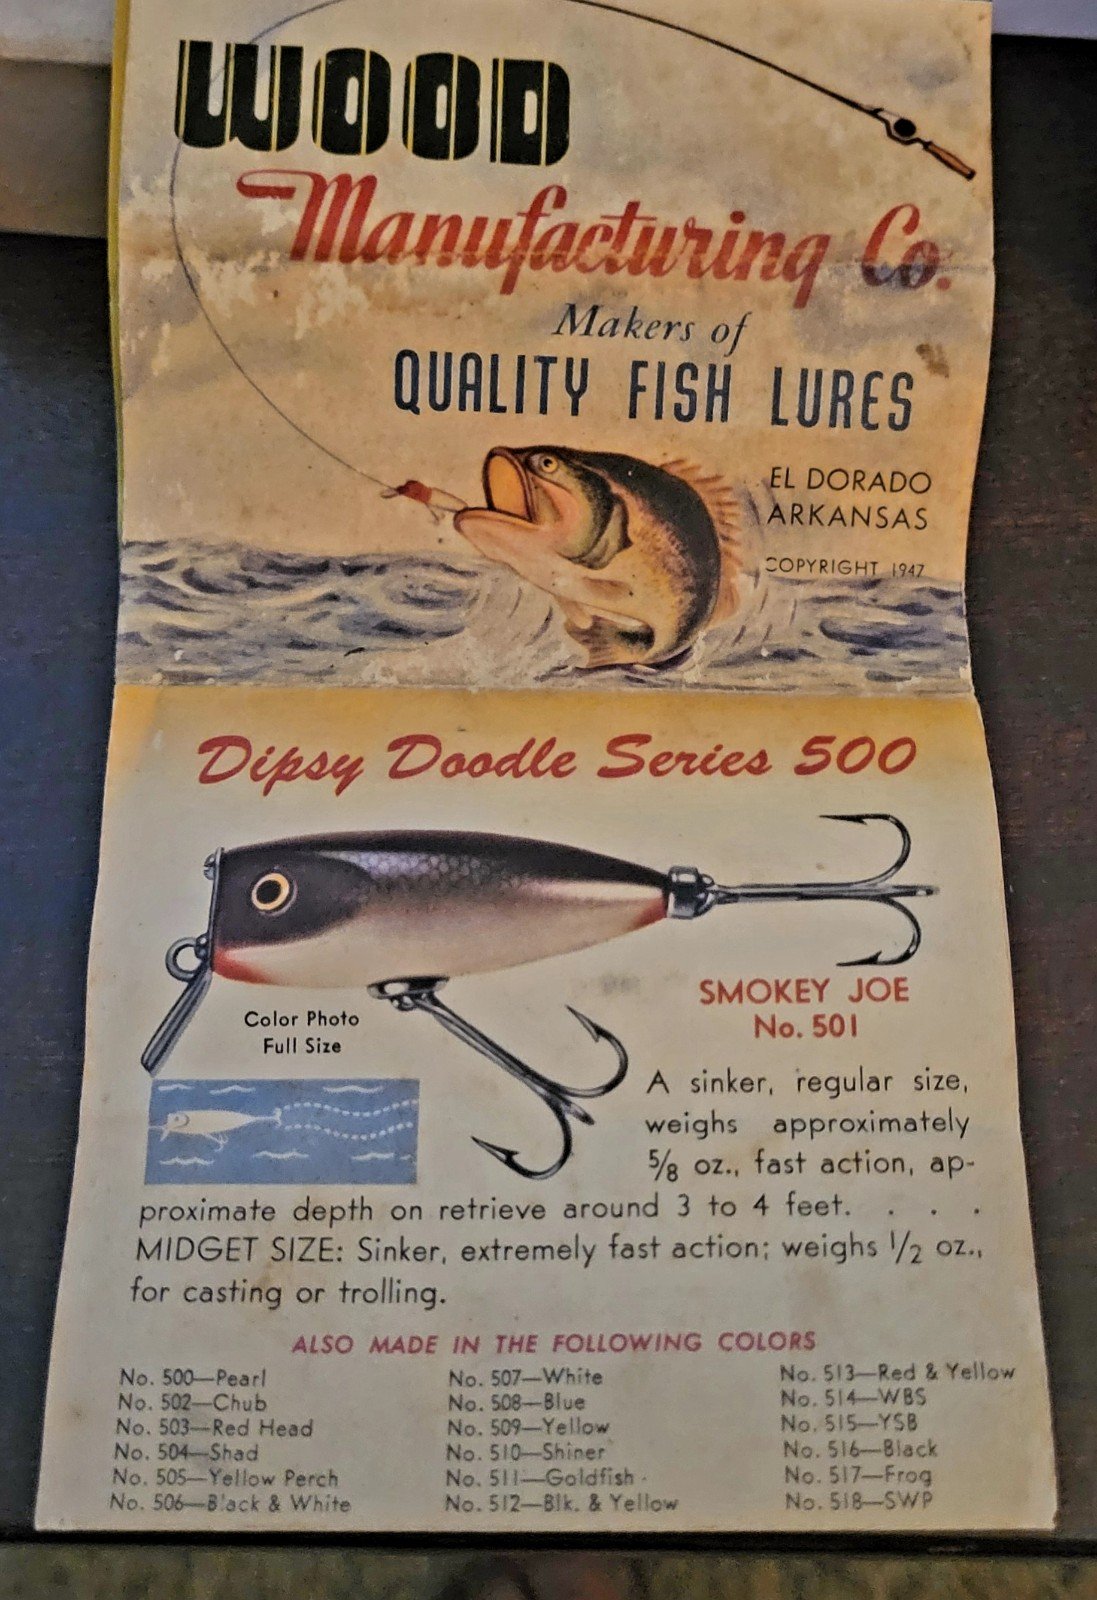 WOOD
Manufacturing Co.
Makers of
QUALITY FISH LURES
EL DORADO
ARKANSAS
COPYRIGHT 1947
Dipsy Doodle Series 500
Color Photo
Full Size
SMOKEY JOE
No. 501
A sinker, regular size,
weighs approximately
5/8 oz., fast action, ap-
proximate depth on retrieve around 3 to 4 feet. . . .
MIDGET SIZE: Sinker, extremely fast action; weighs 1/2 oz.,
for casting or trolling.
ALSO MADE IN THE FOLLOWING COLORS
No. 500—Pearl
No. 502—Chub
No. 503—Red Head
No. 504—Shad
No. 505—Yellow Perch
No. 506—Black & White
No. 507—White
No. 508—Blue
No. 509—Yellow
No. 510—Shiner
No. 511—Goldfish
No. 512—Blk. & Yellow
No. 513—Red & Yellow
No. 514—WBS
No. 515—YSB
No. 516—Black
No. 517—Frog
No. 518—SWP